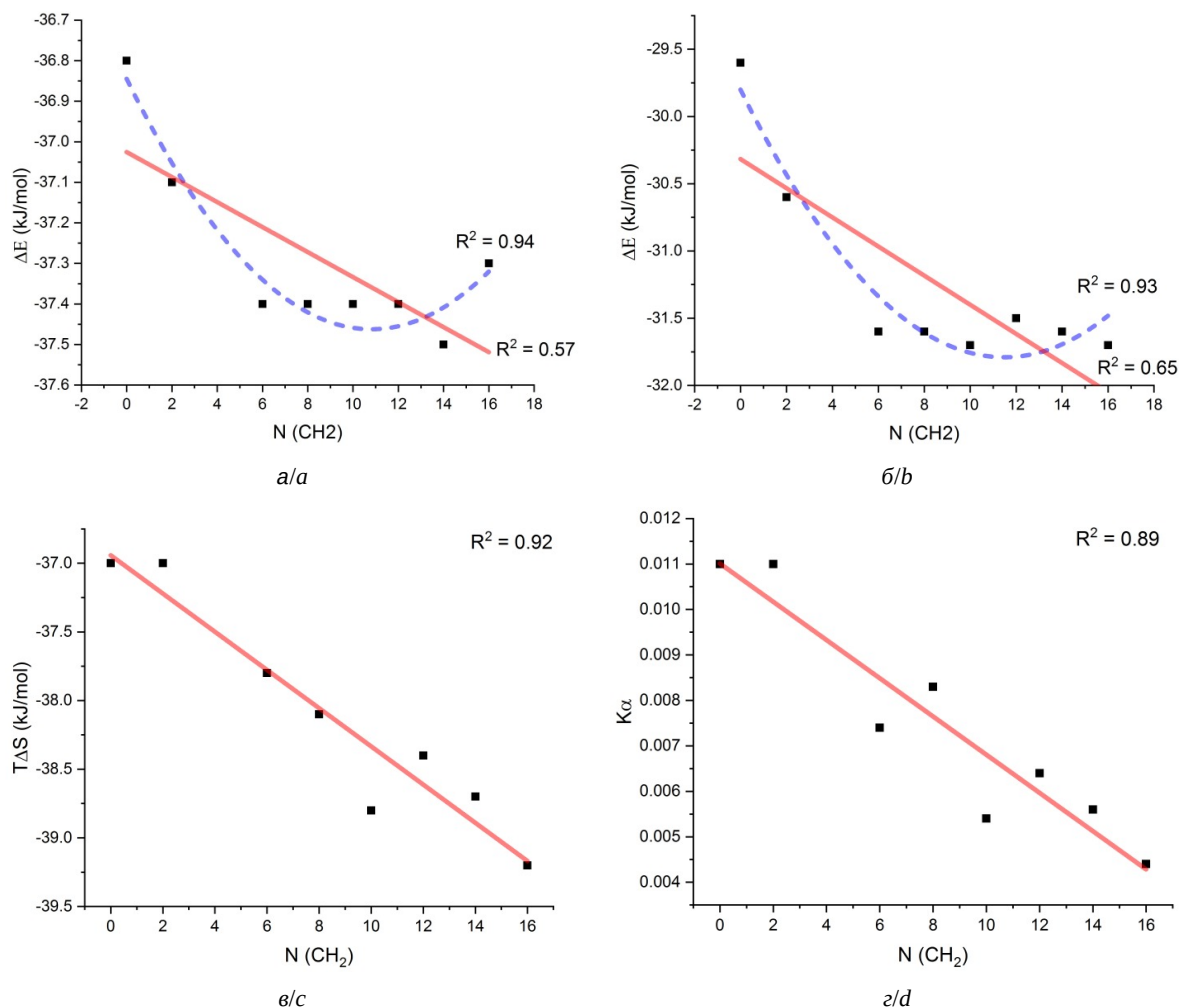 -36.7
-36.8
-36.9
-37.0
-37.1
-37.2
-37.3
-37.4
-37.5
-37.6
ΔE (kJ/mol)
R² = 0.94
R² = 0.57
-2 0 2 4 6 8 10 12 14 16 18
N (CH2)
а/a
-29.5
-30.0
-30.5
-31.0
-31.5
-32.0
ΔE (kJ/mol)
R² = 0.93
R² = 0.65
-2 0 2 4 6 8 10 12 14 16 18
N (CH2)
б/b
-37.0
-37.5
-38.0
-38.5
-39.0
-39.5
TΔS (kJ/mol)
R² = 0.92
0 2 4 6 8 10 12 14 16
N (CH₂)
в/c
0.012
0.011
0.010
0.009
0.008
0.007
0.006
0.005
0.004
Kα
R² = 0.89
0 2 4 6 8 10 12 14 16
N (CH₂)
г/d